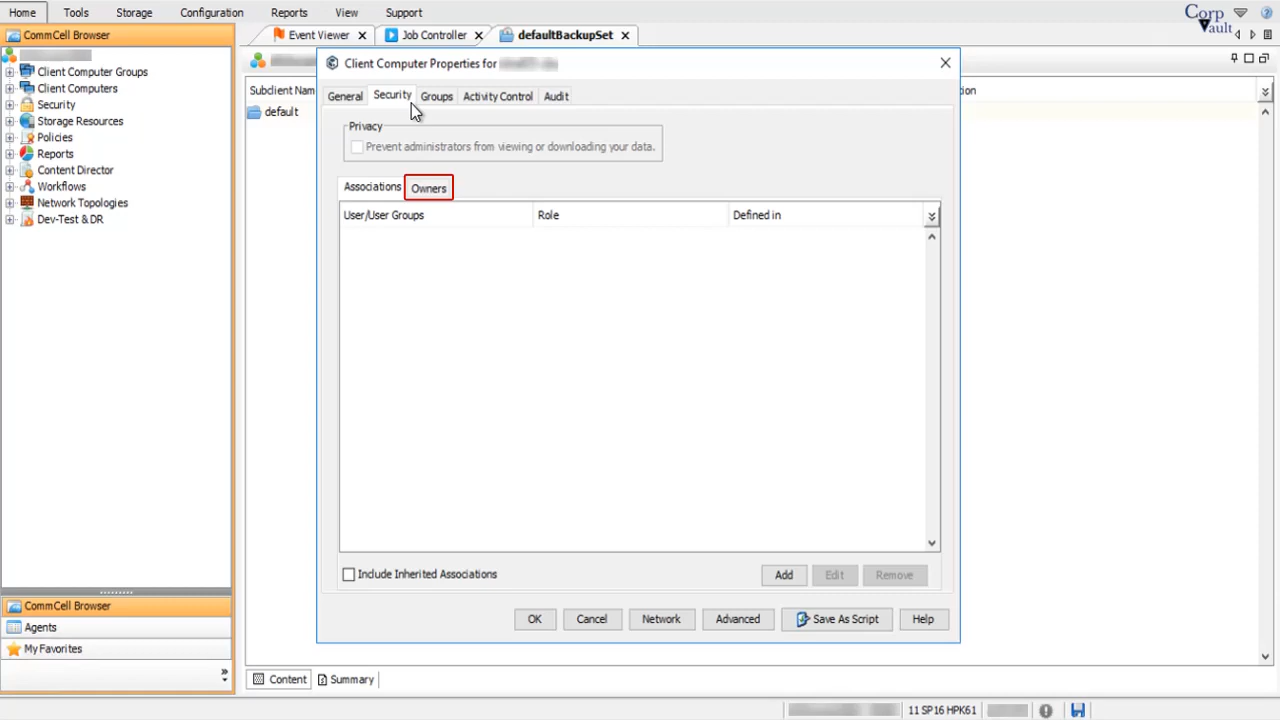 Home Tools Storage Configuration Reports View Support
Corp Vault
CommCell Browser
Event Viewer
Job Controller
defaultBackupSet
Client Computer Groups
Client Computers
Security
Storage Resources
Policies
Reports
Content Director
Workflows
Network Topologies
Dev-Test & DR
Subclient Nam
tion
default
Client Computer Properties for
General Security Groups Activity Control Audit
Privacy
Prevent administrators from viewing or downloading your data.
Associations Owners
User/User Groups Role Defined in
Include Inherited Associations
Add Edit Remove
OK Cancel Network Advanced Save As Script Help
CommCell Browser
Agents
My Favorites
Content Summary
11 SP16 HPK61